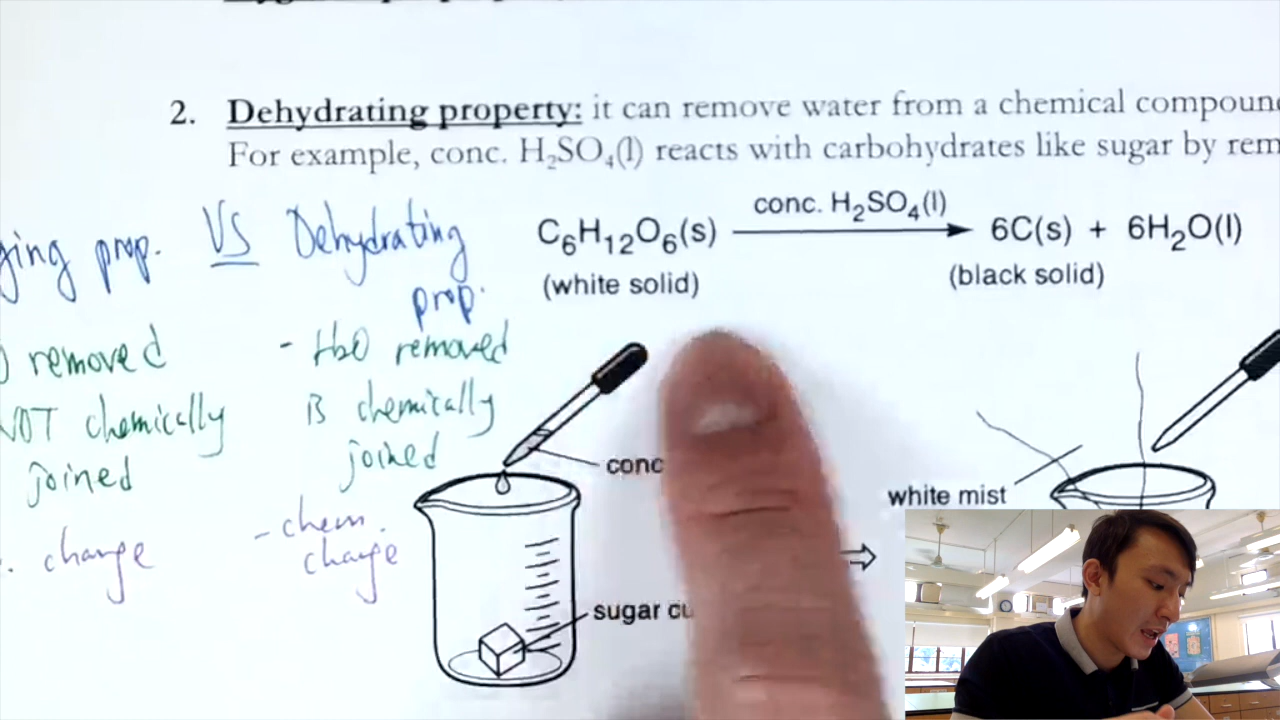 2. Dehydrating property: it can remove water from a chemical compoun
For example, conc. H₂SO₄(l) reacts with carbohydrates like sugar by rem
ging prop. VS Dehydrating prop.
removed
NOT chemically
joined
. change
- H₂O removed
is chemically
joined
- chem.
change
C₆H₁₂O₆(s) conc. H₂SO₄(l) 6C(s) + 6H₂O(l)
(white solid) (black solid)
conc
white mist
sugar cu